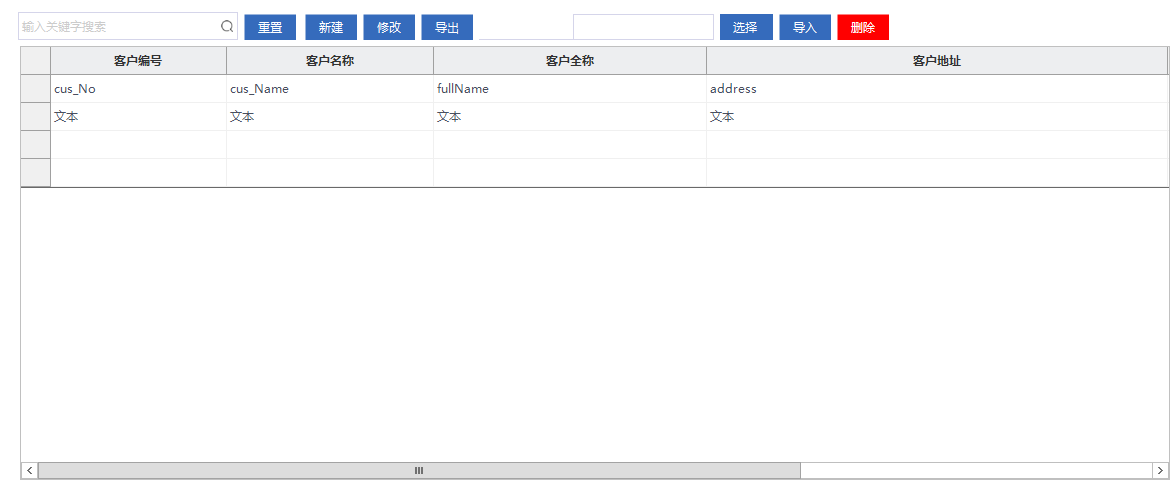 输入关键字搜索 重置 新建 修改 导出 选择 导入 删除
客户编号 客户名称 客户全称 客户地址
cus_No cus_Name fullName address
文本 文本 文本 文本